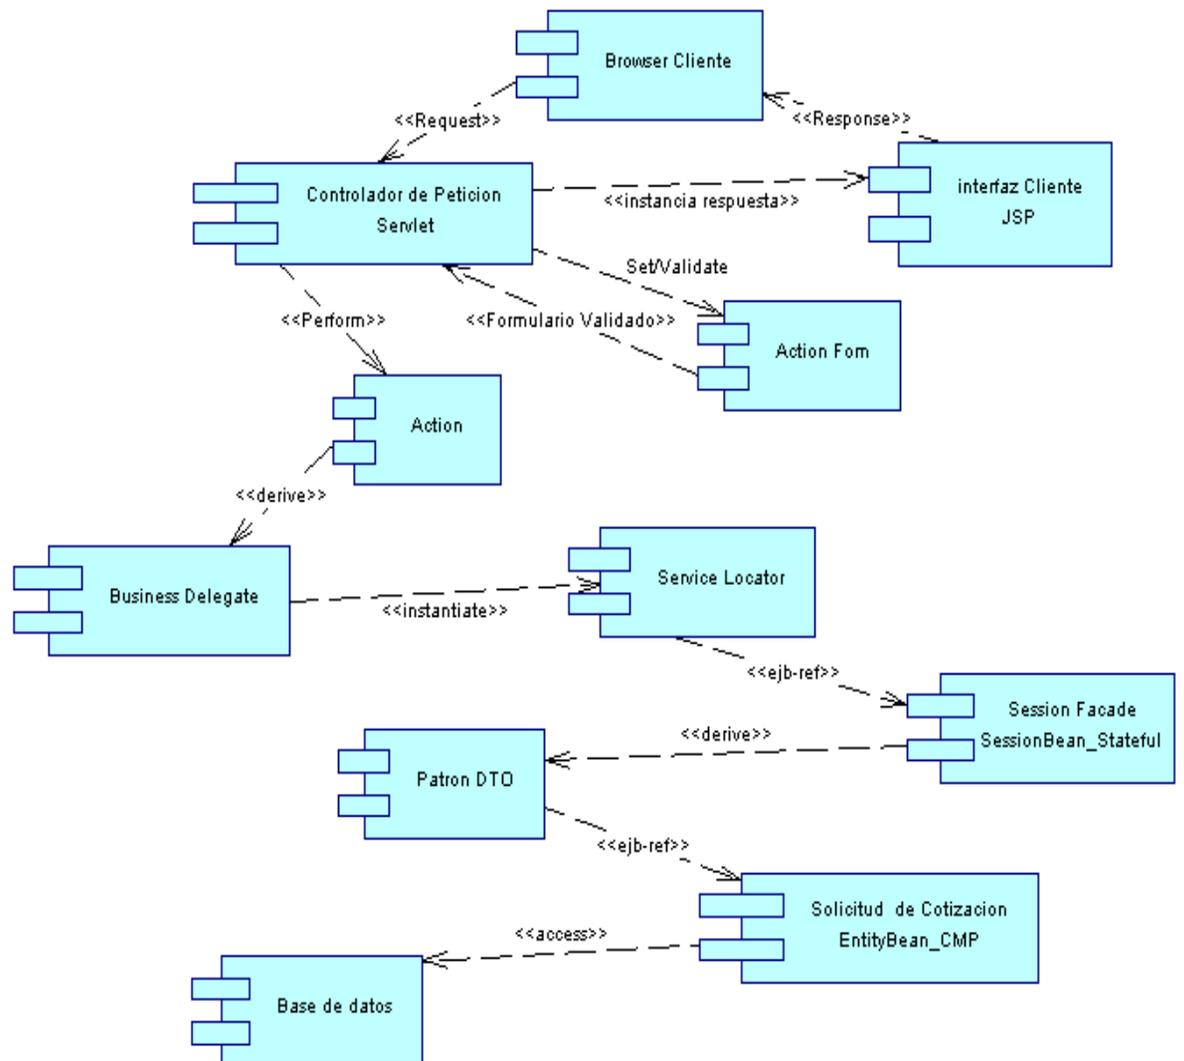 Browser Cliente
<<Request>>
<<Response>>
Controlador de Peticion
Servlet
<<instancia respuesta>>
interfaz Cliente
JSP
Set/Validate
<<Perform>>
<<Formulario Validado>>
Action Form
Action
<<derive>>
Business Delegate
<<instantiate>>
Service Locator
<<ejb-ref>>
Session Facade
SessionBean_Stateful
<<derive>>
Patron DTO
<<ejb-ref>>
Solicitud de Cotizacion
EntityBean_CMP
<<access>>
Base de datos